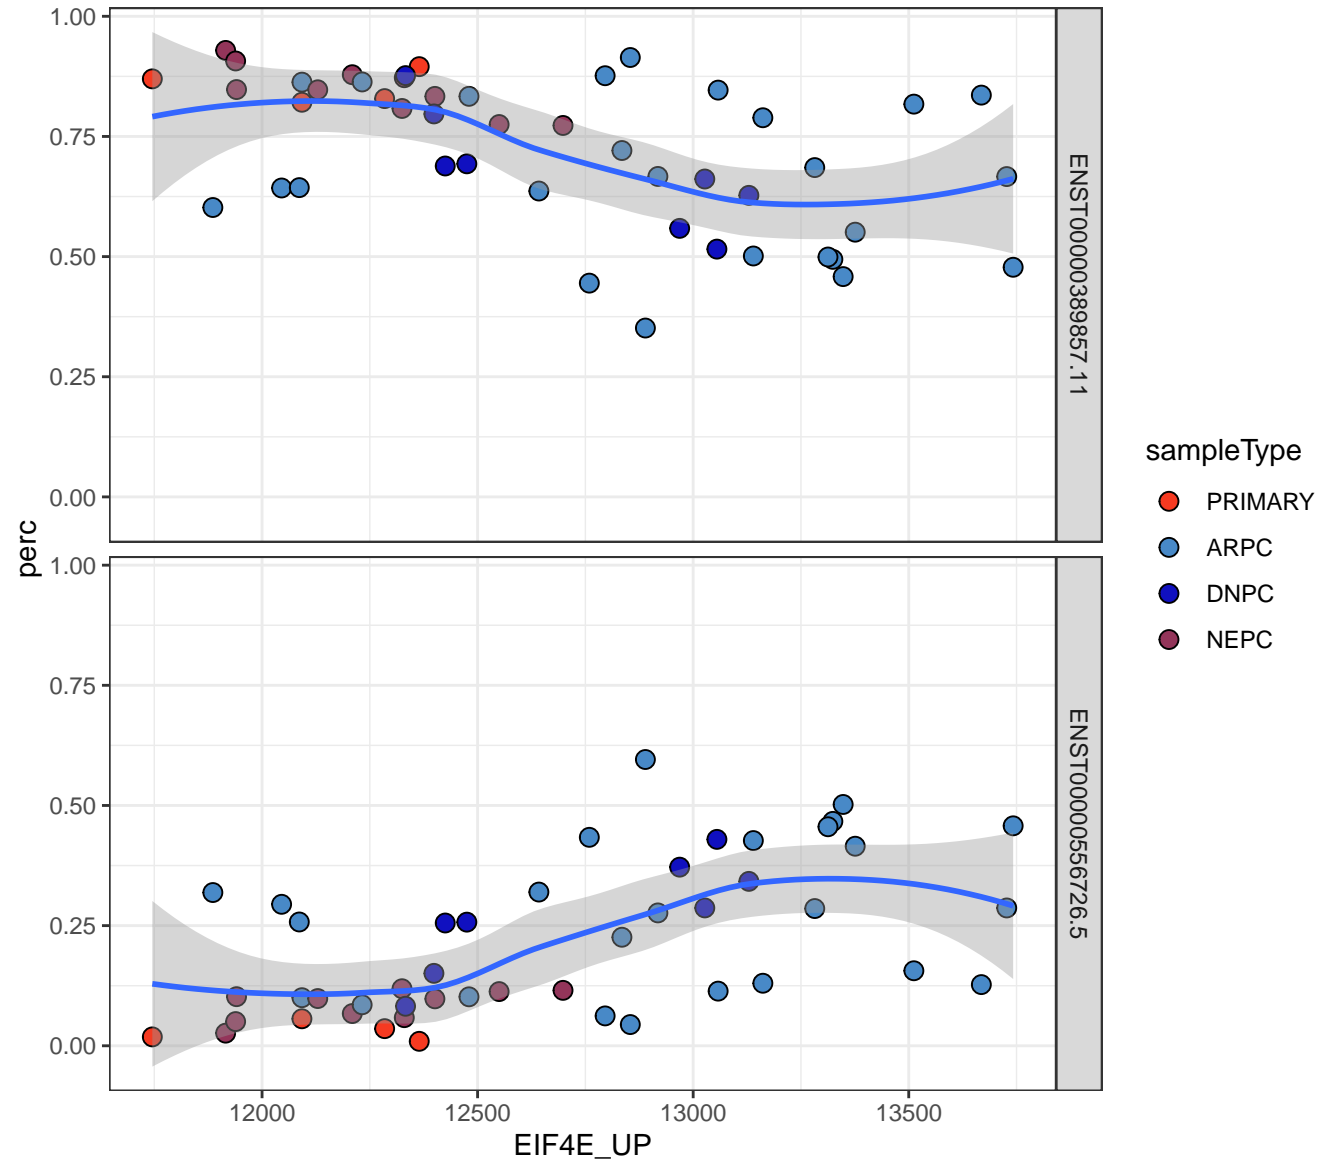 1.00
0.75
0.50
0.25
0.00
ENST00000389857.11
1.00
0.75
0.50
0.25
0.00
ENST00000556726.5
perc
12000
12500
13000
13500
EIF4E_UP
sampleType
PRIMARY
ARPC
DNPC
NEPC